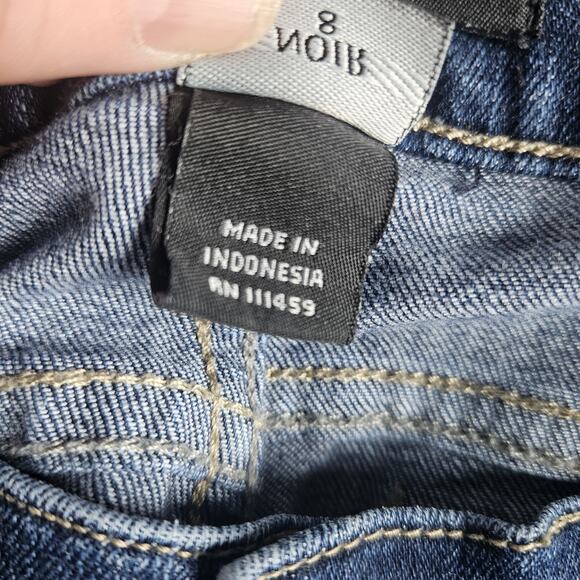 8
NOIR
MADE IN
INDONESIA
RN 111459